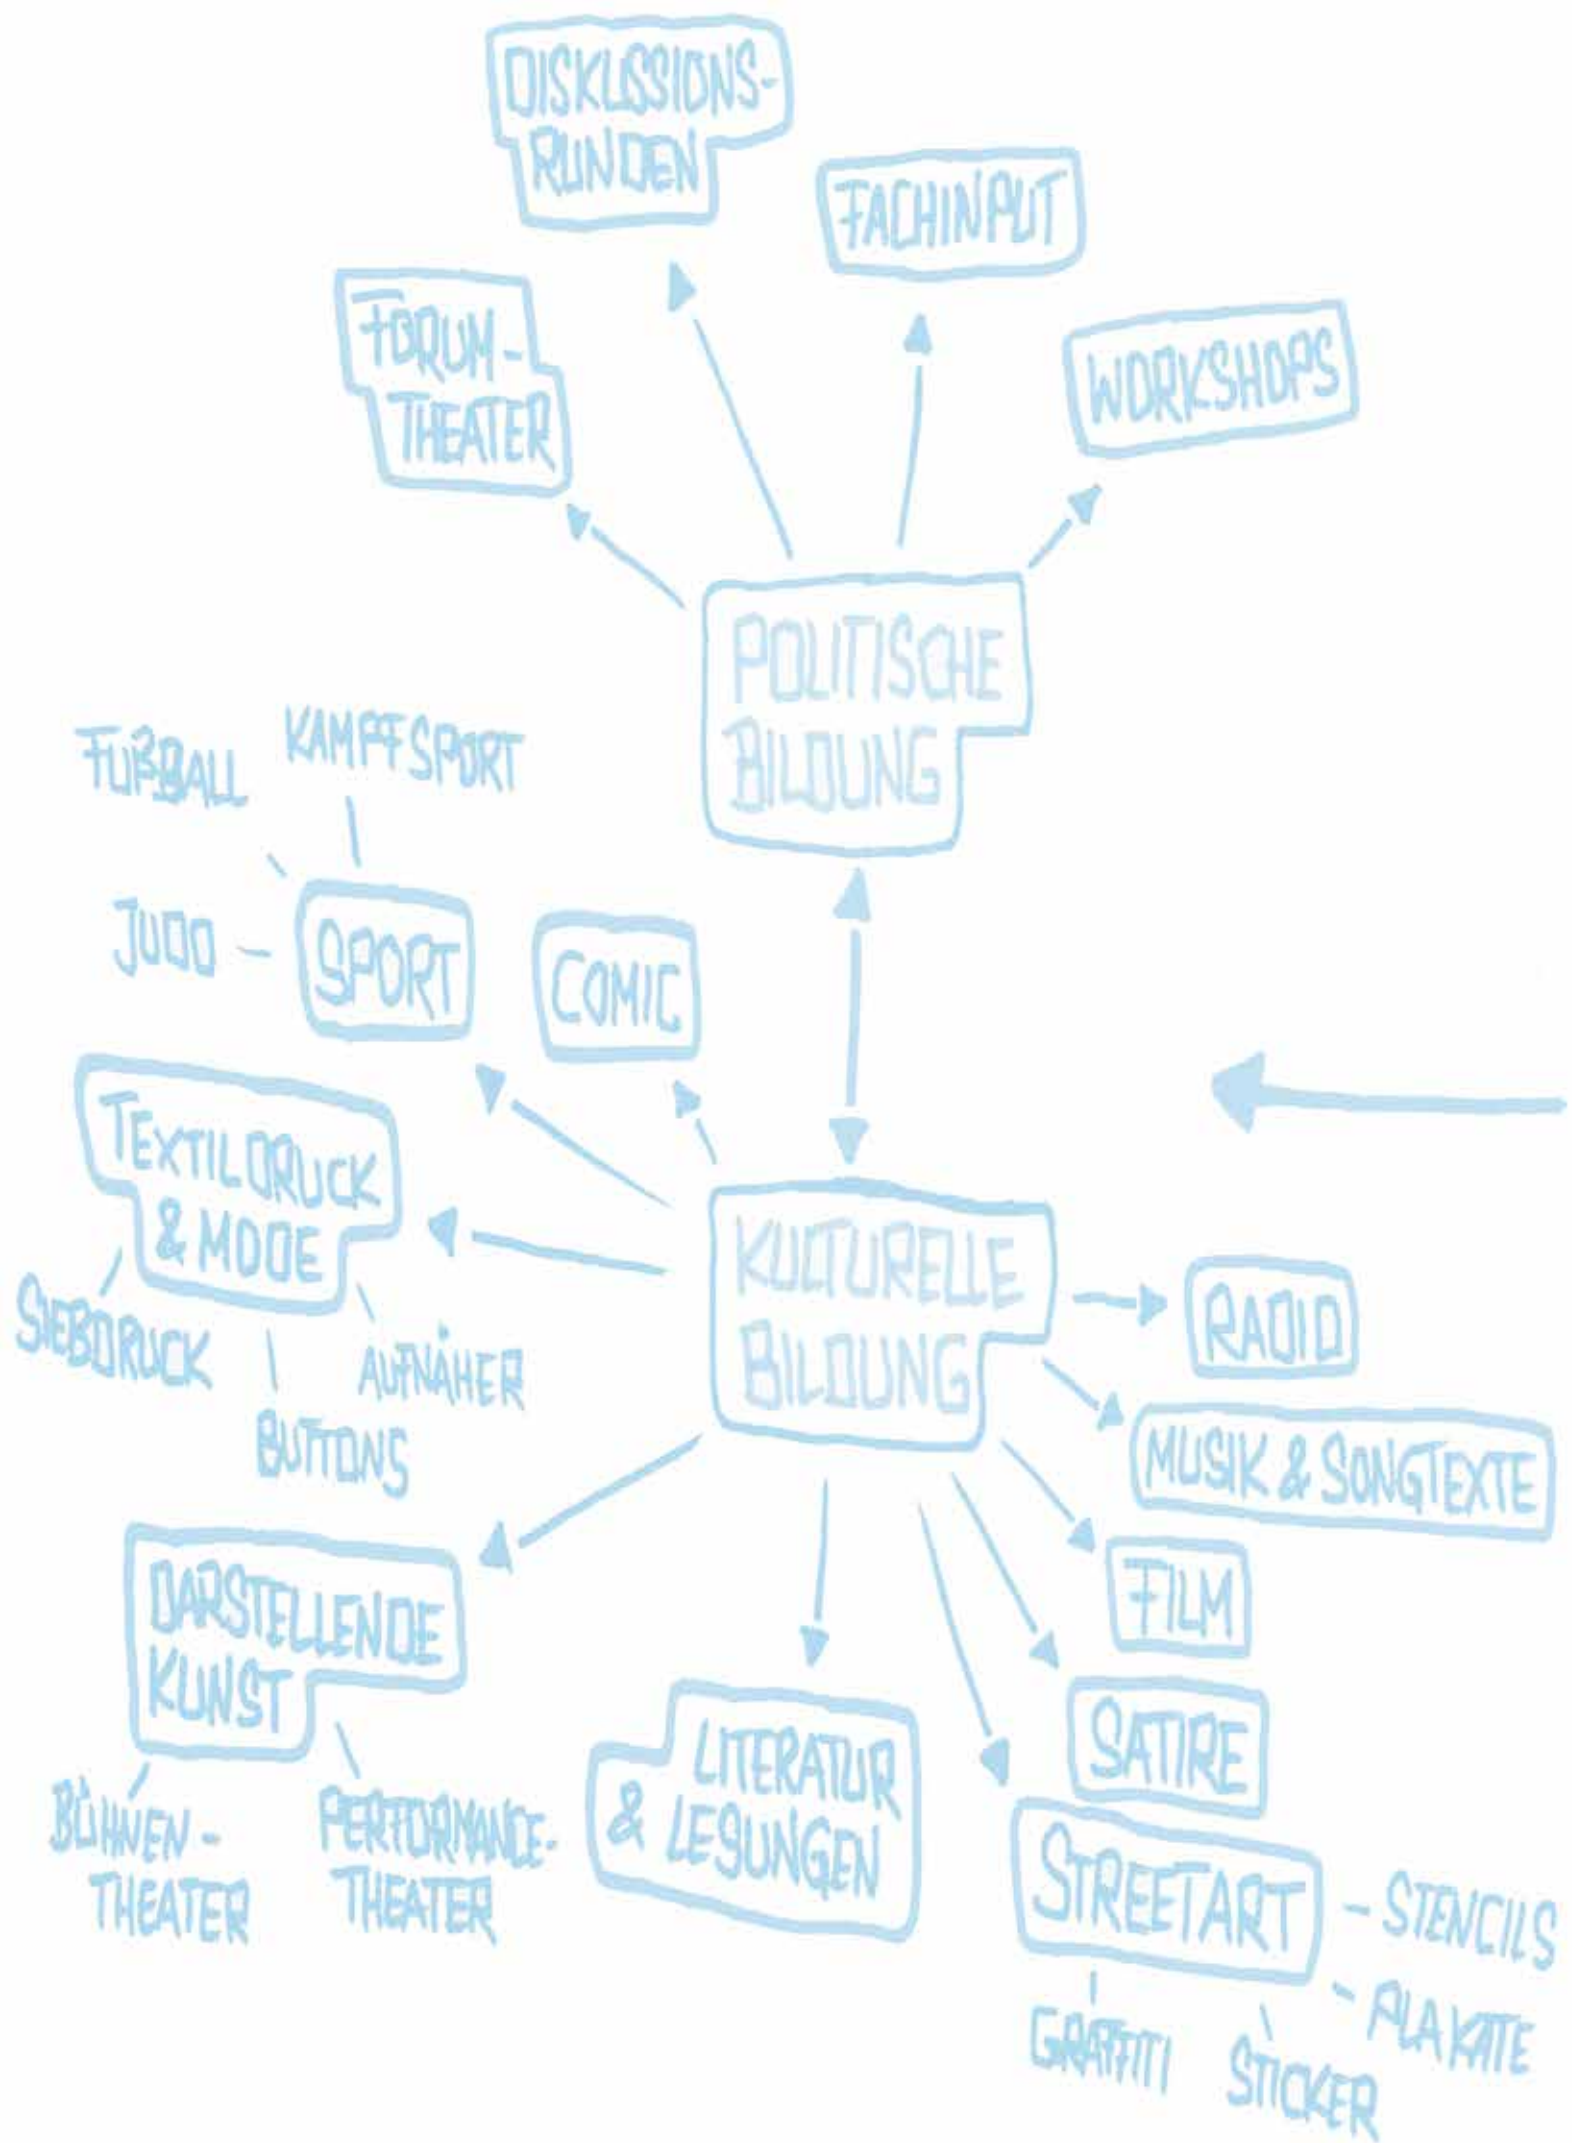 DISKUSSIONS-
RUNDEN
FACHINPUT
FORUM-
THEATER
WORKSHOPS
POLITISCHE
BILDUNG
FUßBALL
KAMPFSPORT
JUDO
SPORT
COMIC
TEXTILDRUCK
& MODE
SIEBDRUCK
BUTTONS
AUFNÄHER
KULTURELLE
BILDUNG
RADIO
MUSIK & SONGTEXTE
FILM
SATIRE
DARSTELLENDE
KUNST
BÜHNEN-
THEATER
PERFORMANCE-
THEATER
LITERATUR
& LESUNGEN
STREETART
STENCILS
PLAKATE
GRAFFITI
STICKER